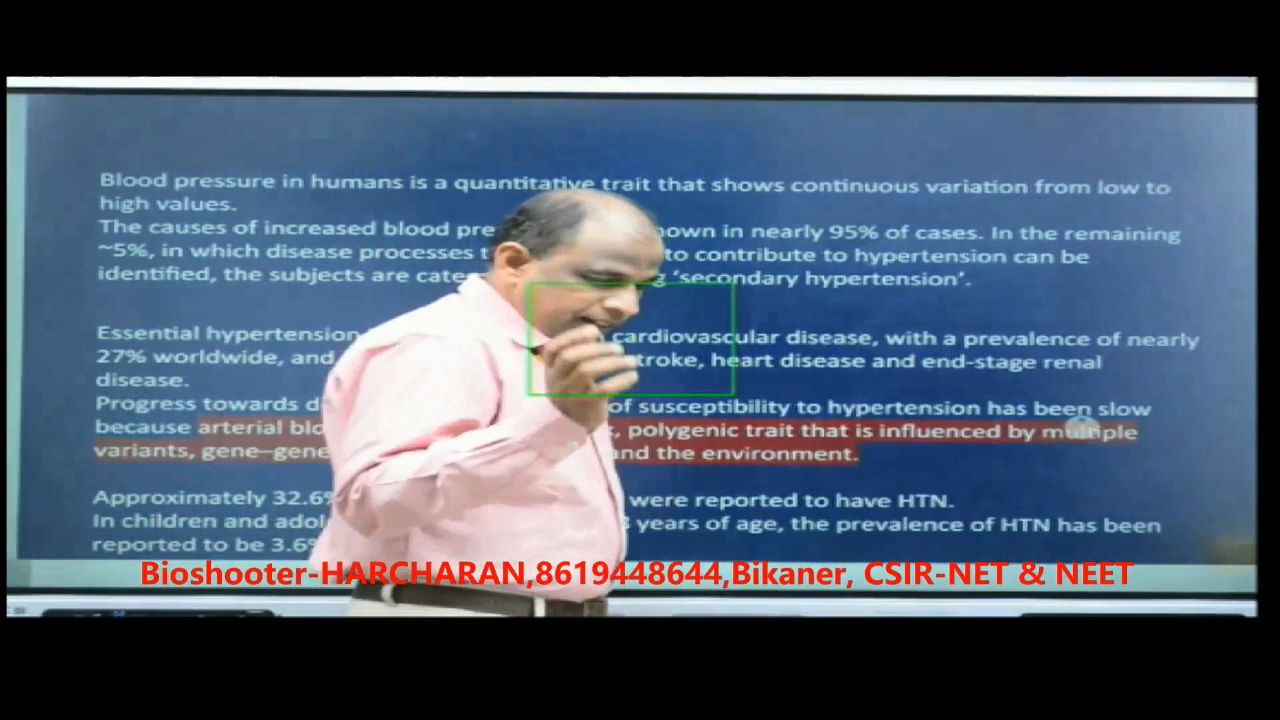 Blood pressure in humans is a quantitative trait that shows continuous variation from low to
high values.
The causes of increased blood pre own in nearly 95% of cases. In the remaining
~5%, in which disease processes to contribute to hypertension can be
identified, the subjects are cate 'secondary hypertension'.
Essential hypertension cardiovascular disease, with a prevalence of nearly
27% worldwide, and troke, heart disease and end-stage renal
disease.
Progress towards d of susceptibility to hypertension has been slow
because arterial blo , polygenic trait that is influenced by multiple
variants, gene–gene and the environment.
Approximately 32.6% were reported to have HTN.
In children and adol years of age, the prevalence of HTN has been
reported to be 3.6%
Bioshooter-HARCHARAN,8619448644,Bikaner, CSIR-NET & NEET